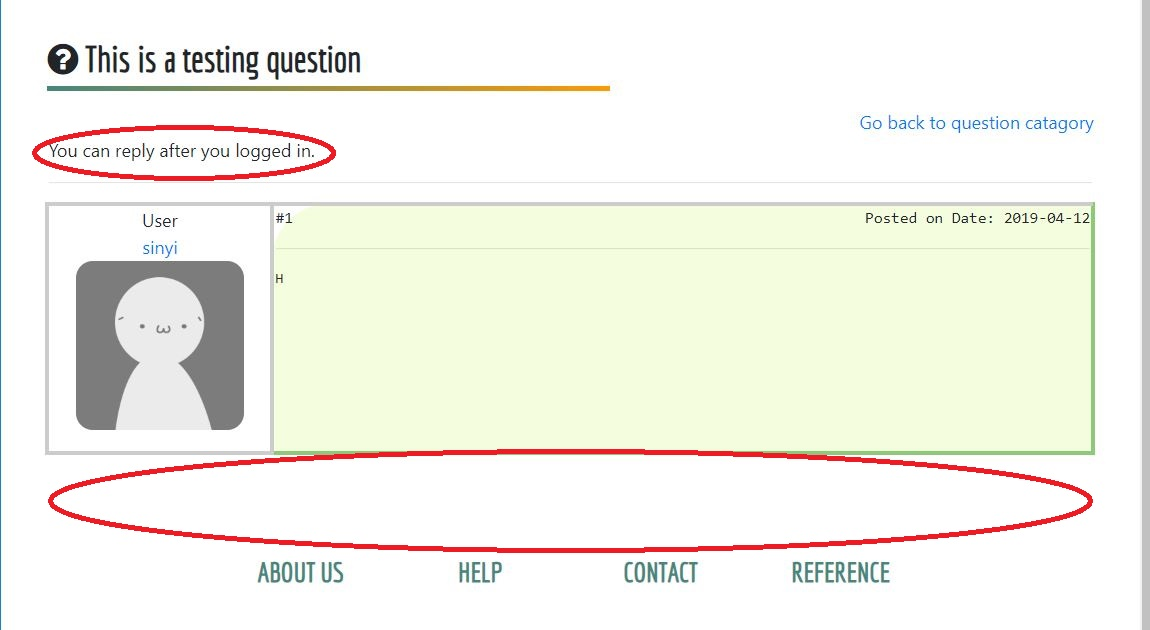 This is a testing question
Go back to question catagory
You can reply after you logged in.
User
sinyi
#1 Posted on Date: 2019-04-12
H
ABOUT US HELP CONTACT REFERENCE